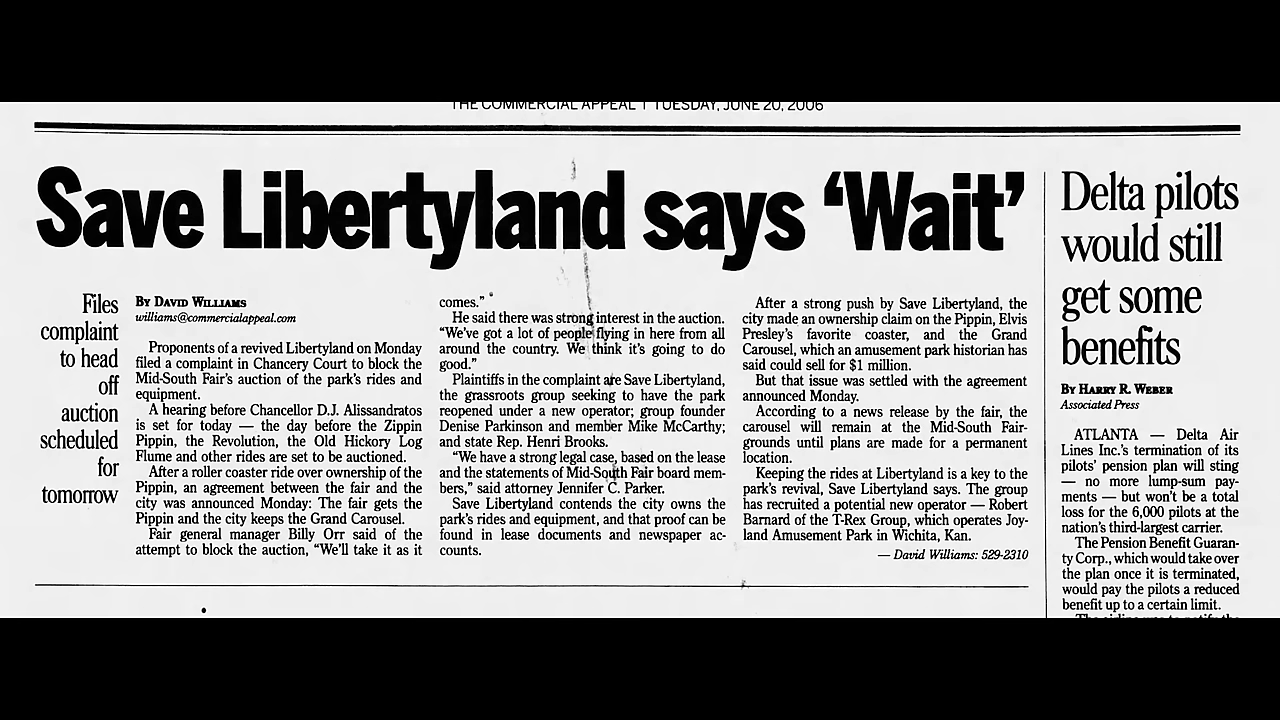 THE COMMERCIAL APPEAL | TUESDAY, JUNE 20, 2006
Save Libertyland says ‘Wait’
Files
complaint
to head
off
auction
scheduled
for
tomorrow
By David Williams
williams@commercialappeal.com
Proponents of a revived Libertyland on Monday
filed a complaint in Chancery Court to block the
Mid-South Fair’s auction of the park’s rides and
equipment.
A hearing before Chancellor D.J. Alissandratos
is set for today — the day before the Zippin
Pippin, the Revolution, the Old Hickory Log
Flume and other rides are set to be auctioned.
After a roller coaster ride over ownership of the
Pippin, an agreement between the fair and the
city was announced Monday: The fair gets the
Pippin and the city keeps the Grand Carousel.
Fair general manager Billy Orr said of the
attempt to block the auction, “We’ll take it as it
comes.”
He said there was strong interest in the auction.
“We’ve got a lot of people flying in here from all
around the country. We think it’s going to do
good.”
Plaintiffs in the complaint are Save Libertyland,
the grassroots group seeking to have the park
reopened under a new operator; group founder
Denise Parkinson and member Mike McCarthy;
and state Rep. Henri Brooks.
“We have a strong legal case, based on the lease
and the statements of Mid-South Fair board mem-
bers,” said attorney Jennifer C. Parker.
Save Libertyland contends the city owns the
park’s rides and equipment, and that proof can be
found in lease documents and newspaper ac-
counts.
After a strong push by Save Libertyland, the
city made an ownership claim on the Pippin, Elvis
Presley’s favorite coaster, and the Grand
Carousel, which an amusement park historian has
said could sell for $1 million.
But that issue was settled with the agreement
announced Monday.
According to a news release by the fair, the
carousel will remain at the Mid-South Fair-
grounds until plans are made for a permanent
location.
Keeping the rides at Libertyland is a key to the
park’s revival, Save Libertyland says. The group
has recruited a potential new operator — Robert
Barnard of the T-Rex Group, which operates Joy-
land Amusement Park in Wichita, Kan.
— David Williams: 529-2310
Delta pilots
would still
get some
benefits
By Harry R. Weber
Associated Press
ATLANTA — Delta Air
Lines Inc.’s termination of its
pilots’ pension plan will sting
— no more lump-sum pay-
ments — but won’t be a total
loss for the 6,000 pilots at the
nation’s third-largest carrier.
The Pension Benefit Guaran-
ty Corp., which would take over
the plan once it is terminated,
would pay the pilots a reduced
benefit up to a certain limit.